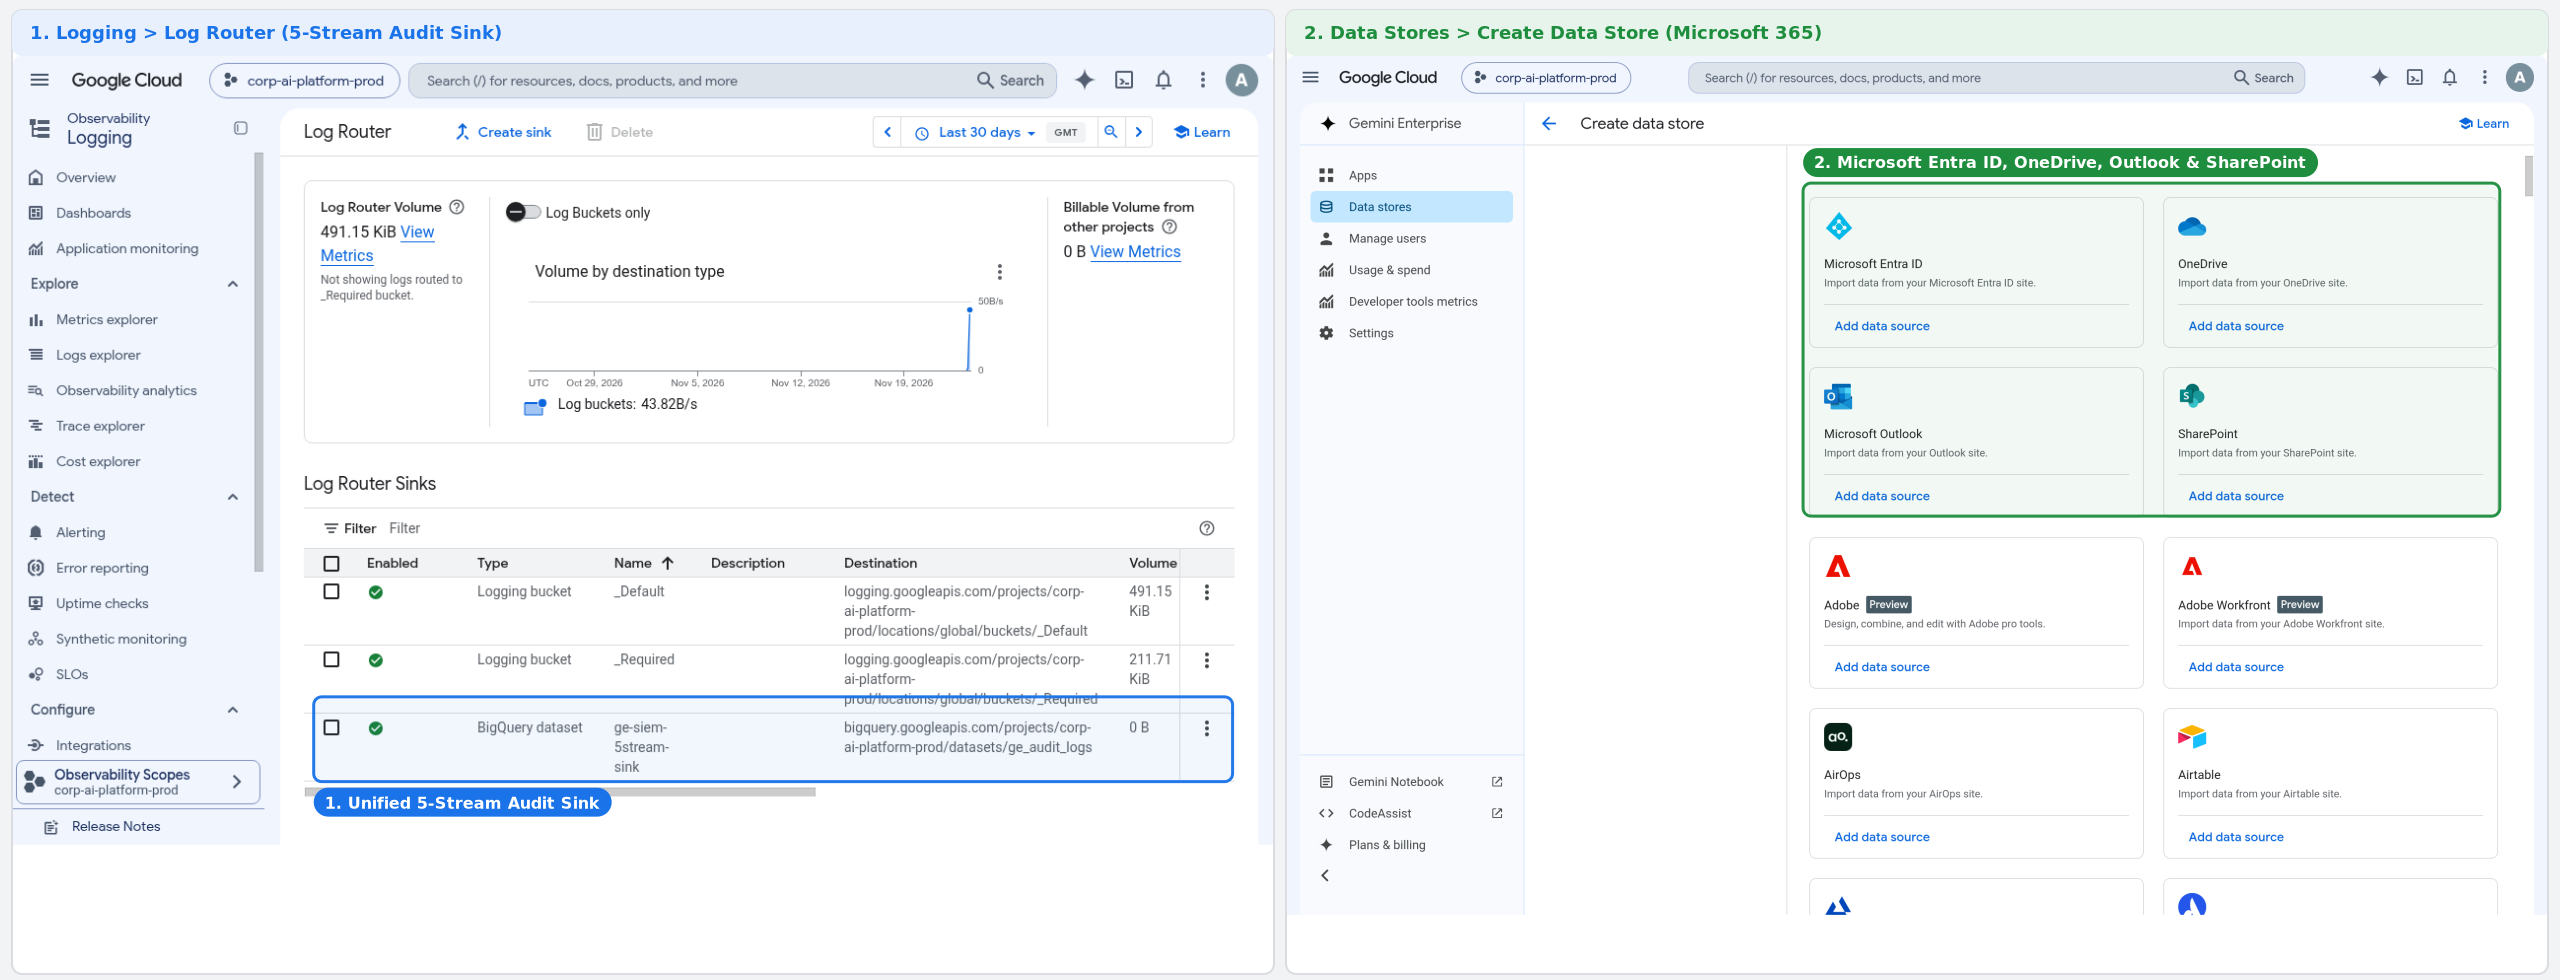 1. Logging > Log Router (5-Stream Audit Sink)
Google Cloud
corp-ai-platform-prod
Search (/) for resources, docs, products, and more
Search
A
Observability
Logging
Overview
Dashboards
Application monitoring
Explore
Metrics explorer
Logs explorer
Observability analytics
Trace explorer
Cost explorer
Detect
Alerting
Error reporting
Uptime checks
Synthetic monitoring
SLOs
Configure
Integrations
Observability Scopes
corp-ai-platform-prod
Release Notes
Log Router
Create sink
Delete
Last 30 days
GMT
Learn
Log Router Volume
491.15 KiB View
Metrics
Not showing logs routed to
_Required bucket.
Log Buckets only
Volume by destination type
50B/s
0
UTC
Oct 29, 2026
Nov 5, 2026
Nov 12, 2026
Nov 19, 2026
Log buckets: 43.82B/s
Billable Volume from
other projects
0 B View Metrics
Log Router Sinks
Filter
Filter
Enabled
Type
Name
Description
Destination
Volume
Logging bucket
_Default
logging.googleapis.com/projects/corp-
ai-platform-
prod/locations/global/buckets/_Default
491.15
KiB
Logging bucket
_Required
logging.googleapis.com/projects/corp-
ai-platform-
prod/locations/global/buckets/_Required
211.71
KiB
BigQuery dataset
ge-siem-
5stream-
sink
bigquery.googleapis.com/projects/corp-
ai-platform-prod/datasets/ge_audit_logs
0 B
1. Unified 5-Stream Audit Sink
2. Data Stores > Create Data Store (Microsoft 365)
Google Cloud
corp-ai-platform-prod
Search (/) for resources, docs, products, and more
Search
A
Gemini Enterprise
Apps
Data stores
Manage users
Usage & spend
Developer tools metrics
Settings
Gemini Notebook
CodeAssist
Plans & billing
Create data store
Learn
2. Microsoft Entra ID, OneDrive, Outlook & SharePoint
Microsoft Entra ID
Import data from your Microsoft Entra ID site.
Add data source
OneDrive
Import data from your OneDrive site.
Add data source
O
Microsoft Outlook
Import data from your Outlook site.
Add data source
S
SharePoint
Import data from your SharePoint site.
Add data source
Adobe Preview
Design, combine, and edit with Adobe pro tools.
Add data source
Adobe Workfront Preview
Import data from your Adobe Workfront site.
Add data source
ao.
AirOps
Import data from your AirOps site.
Add data source
Airtable
Import data from your Airtable site.
Add data source